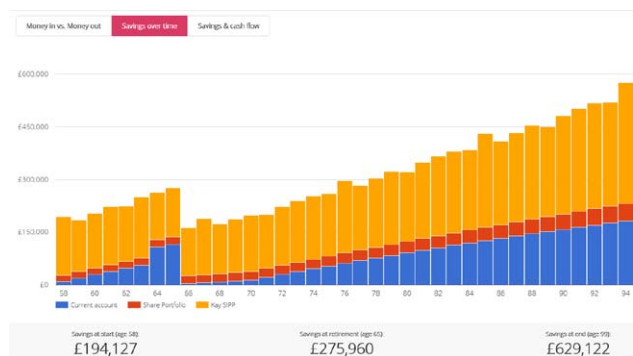 Money in vs. Money out Savings over time Savings & cash flow
£600,000
£450,000
£300,000
£150,000
£0
58 60 62 64 66 68 70 72 74 76 78 80 82 84 86 88 90 92 94
Current account Share Portfolio Kay SIPP
Savings at start (age 58) Savings at retirement (age 65) Savings at end (age 99)
£194,127 £275,960 £629,122